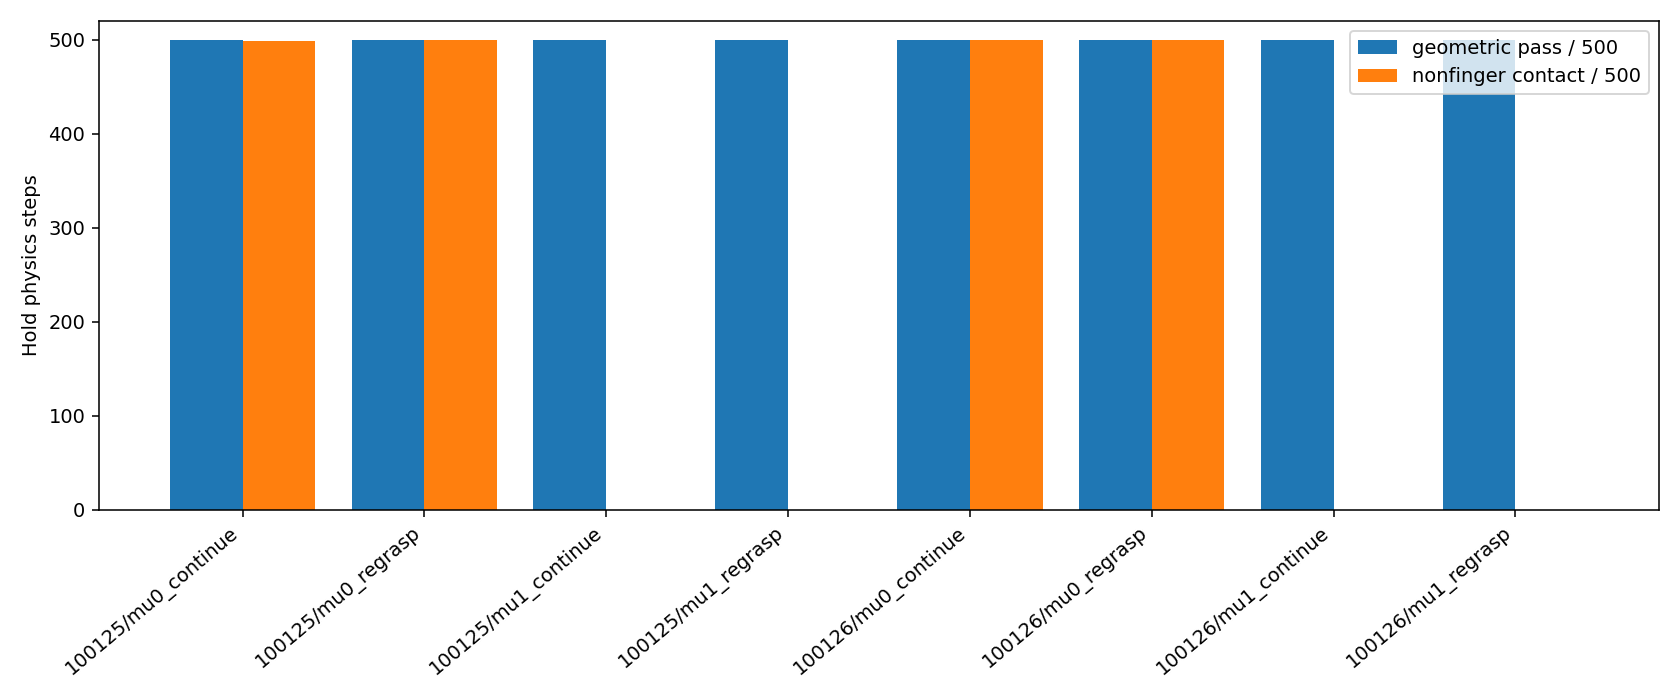 geometric pass / 500
nonfinger contact / 500
Hold physics steps
500
400
300
200
100
0
100125/mu0_continue
100125/mu0_regrasp
100125/mu1_continue
100125/mu1_regrasp
100126/mu0_continue
100126/mu0_regrasp
100126/mu1_continue
100126/mu1_regrasp